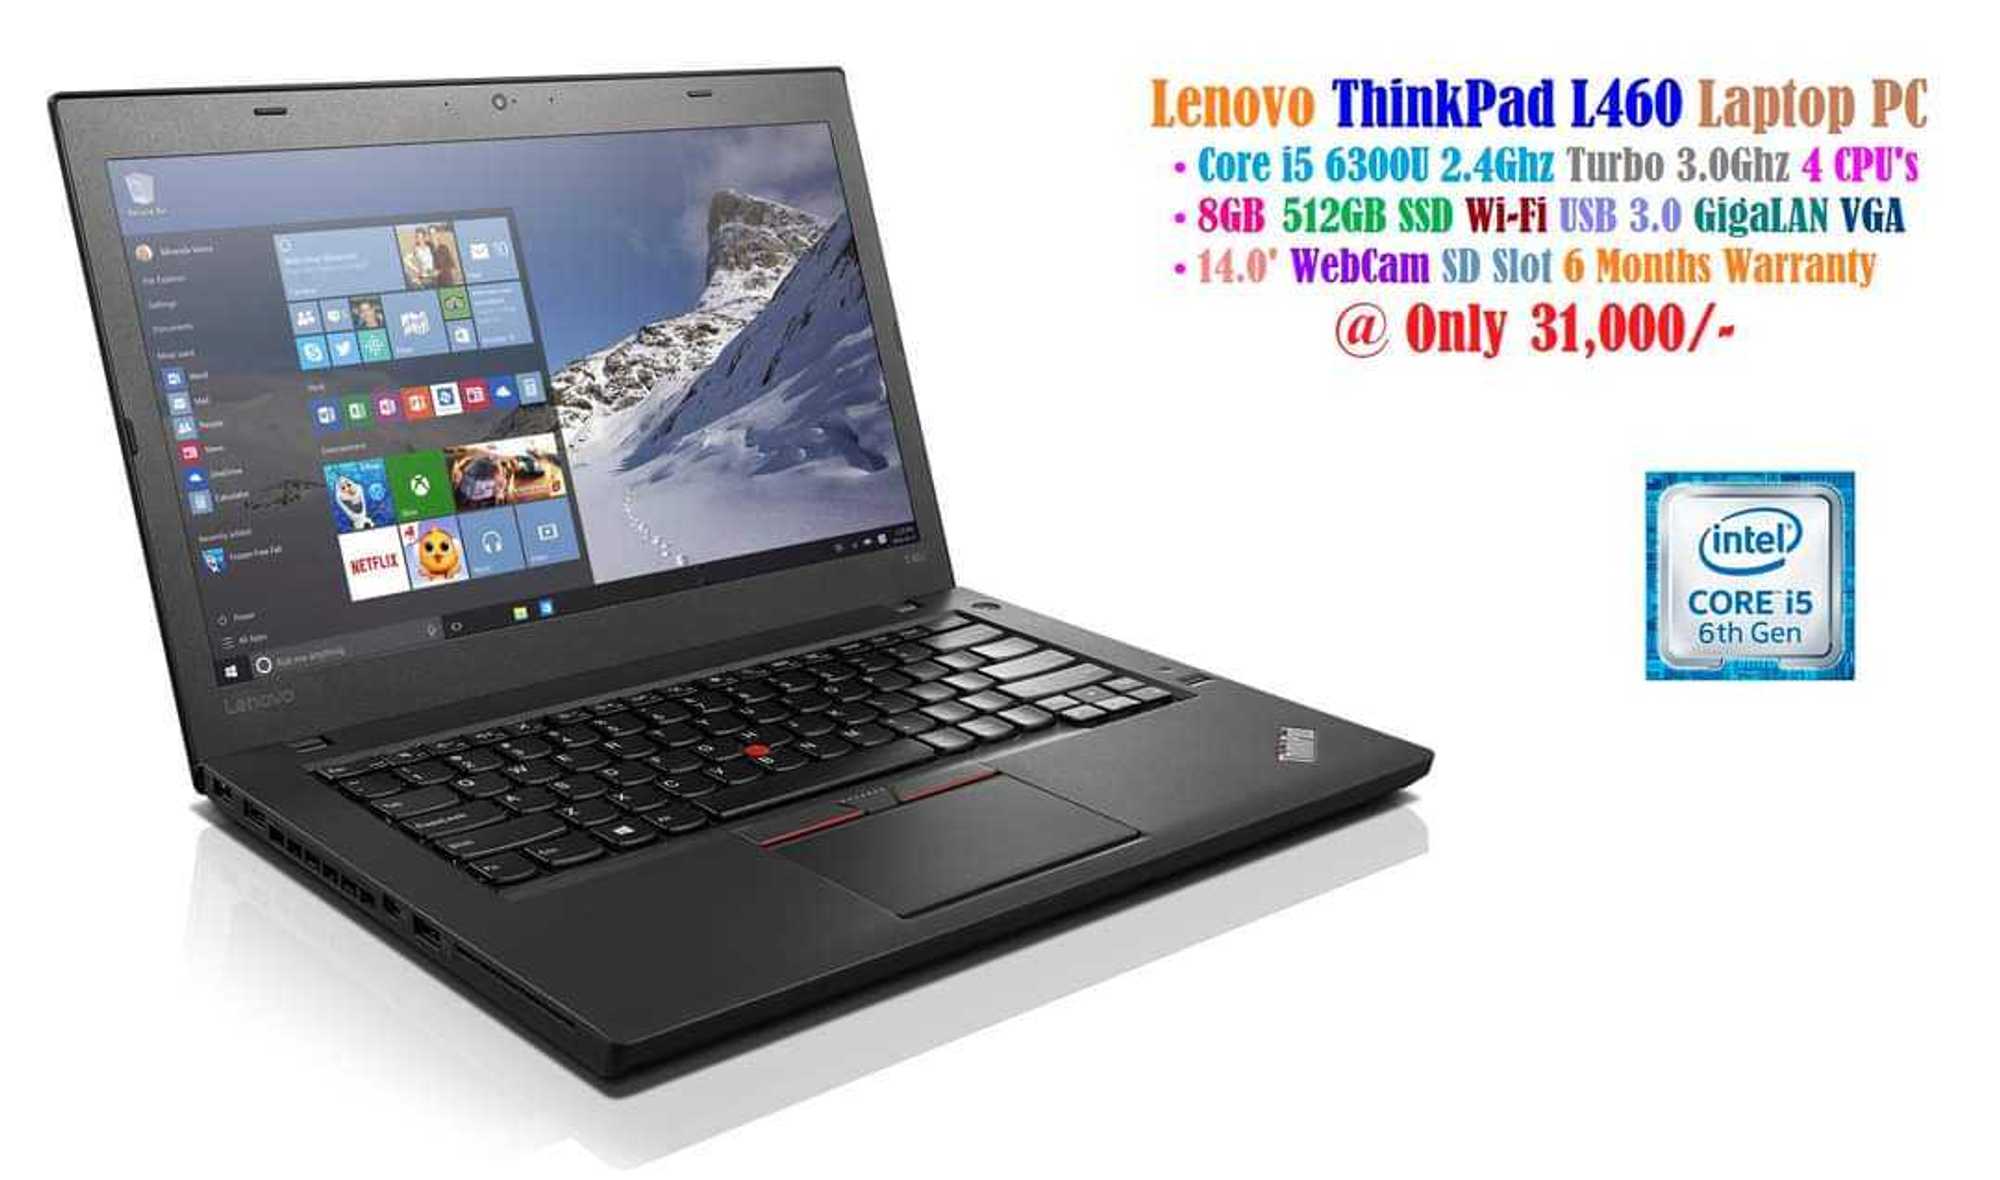 Lenovo ThinkPad L460 Laptop PC
• Core i5 6300U 2.4Ghz Turbo 3.0Ghz 4 CPU's
• 8GB 512GB SSD Wi-Fi USB 3.0 GigaLAN VGA
• 14.0' WebCam SD Slot 6 Months Warranty
@ Only 31,000/-
intel
CORE i5
6th Gen
NETFLIX
Lenovo